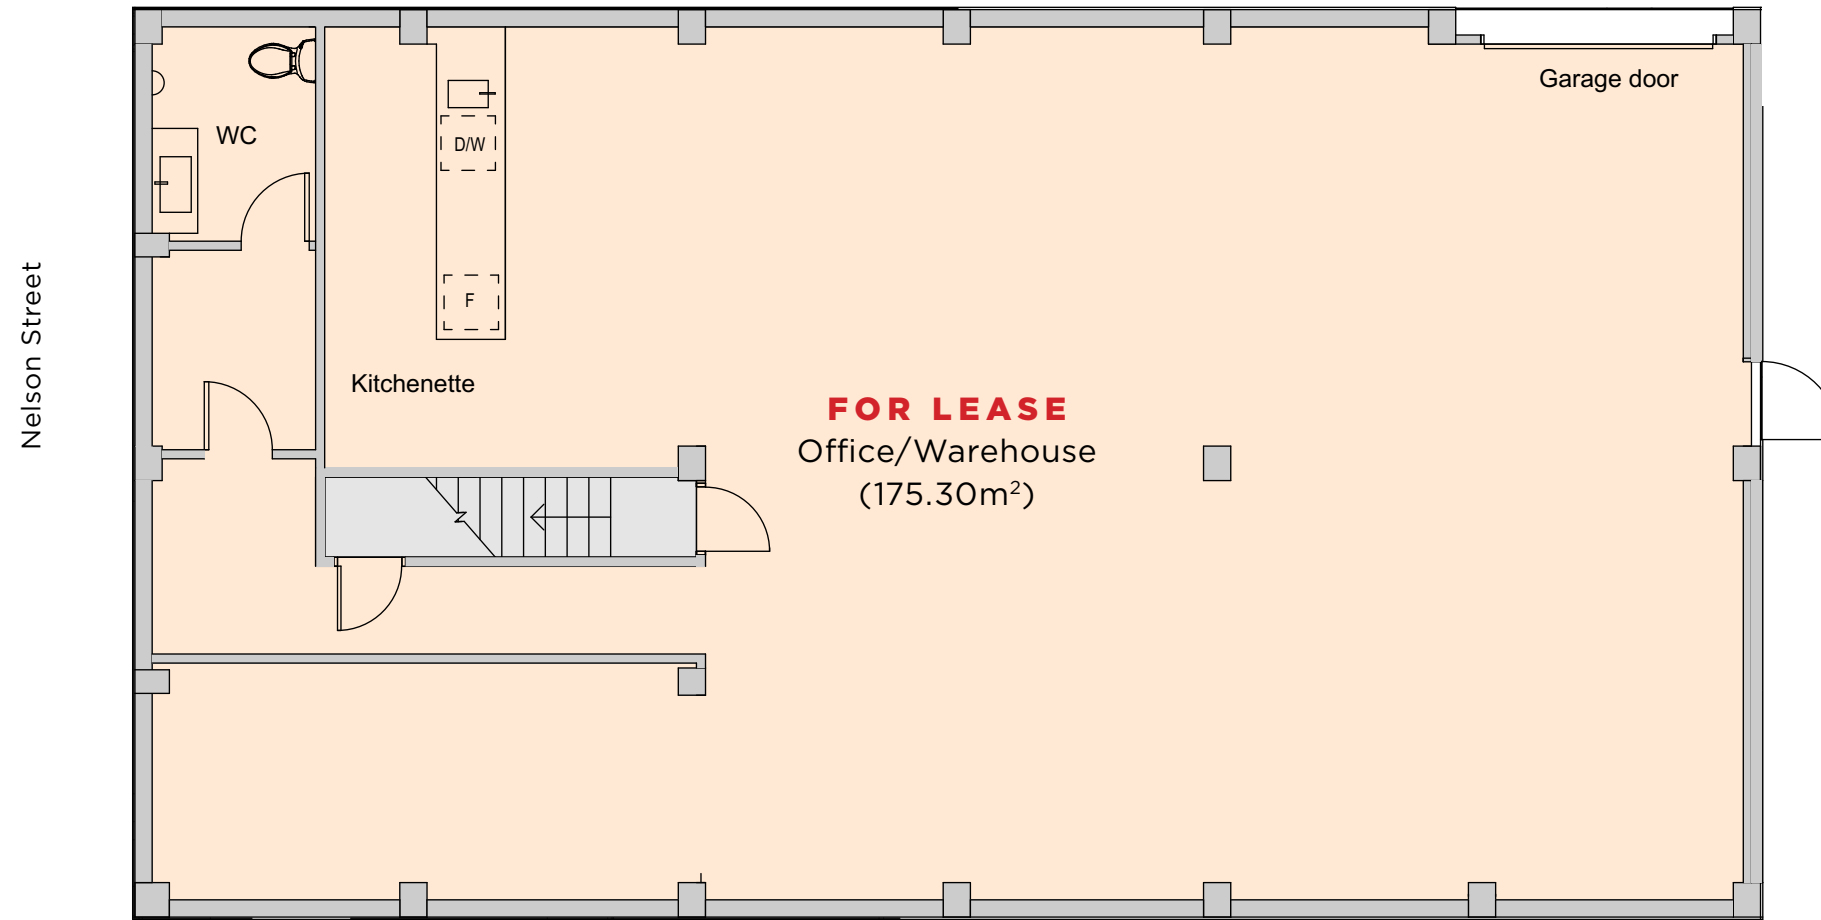 Garage door
WC
D/W
F
Kitchenette
Nelson Street
FOR LEASE
Office/Warehouse
(175.30m²)